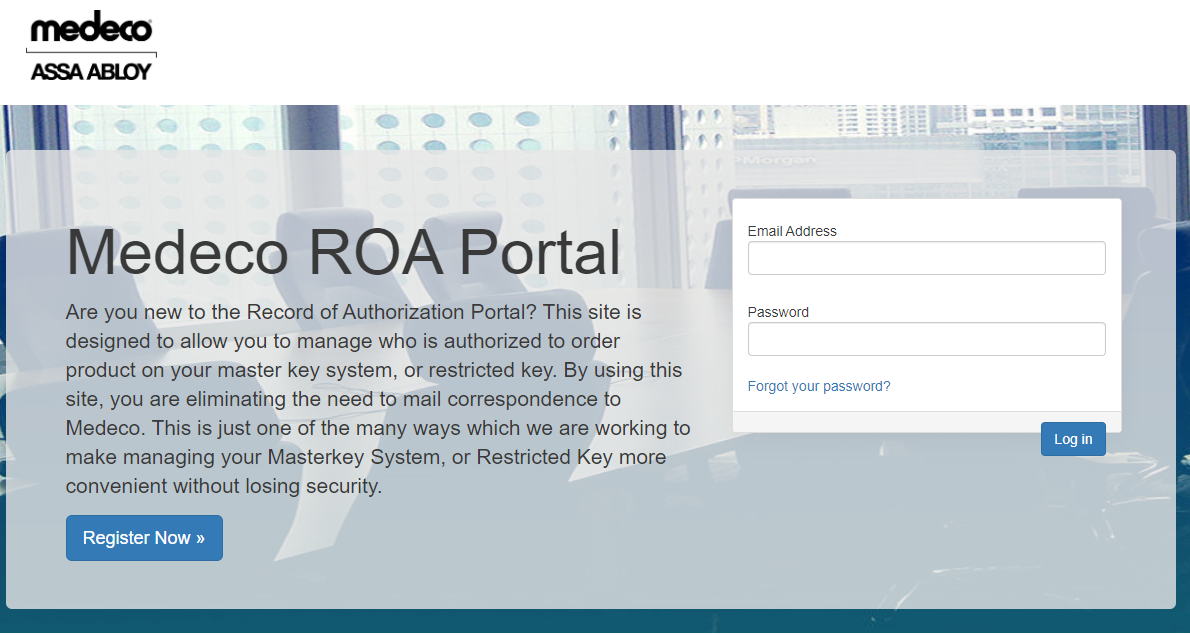 medeco
ASSA ABLOY
PMorgan
Medeco ROA Portal
Are you new to the Record of Authorization Portal? This site is
designed to allow you to manage who is authorized to order
product on your master key system, or restricted key. By using this
site, you are eliminating the need to mail correspondence to
Medeco. This is just one of the many ways which we are working to
make managing your Masterkey System, or Restricted Key more
convenient without losing security.
Register Now »
Email Address
Password
Forgot your password?
Log in